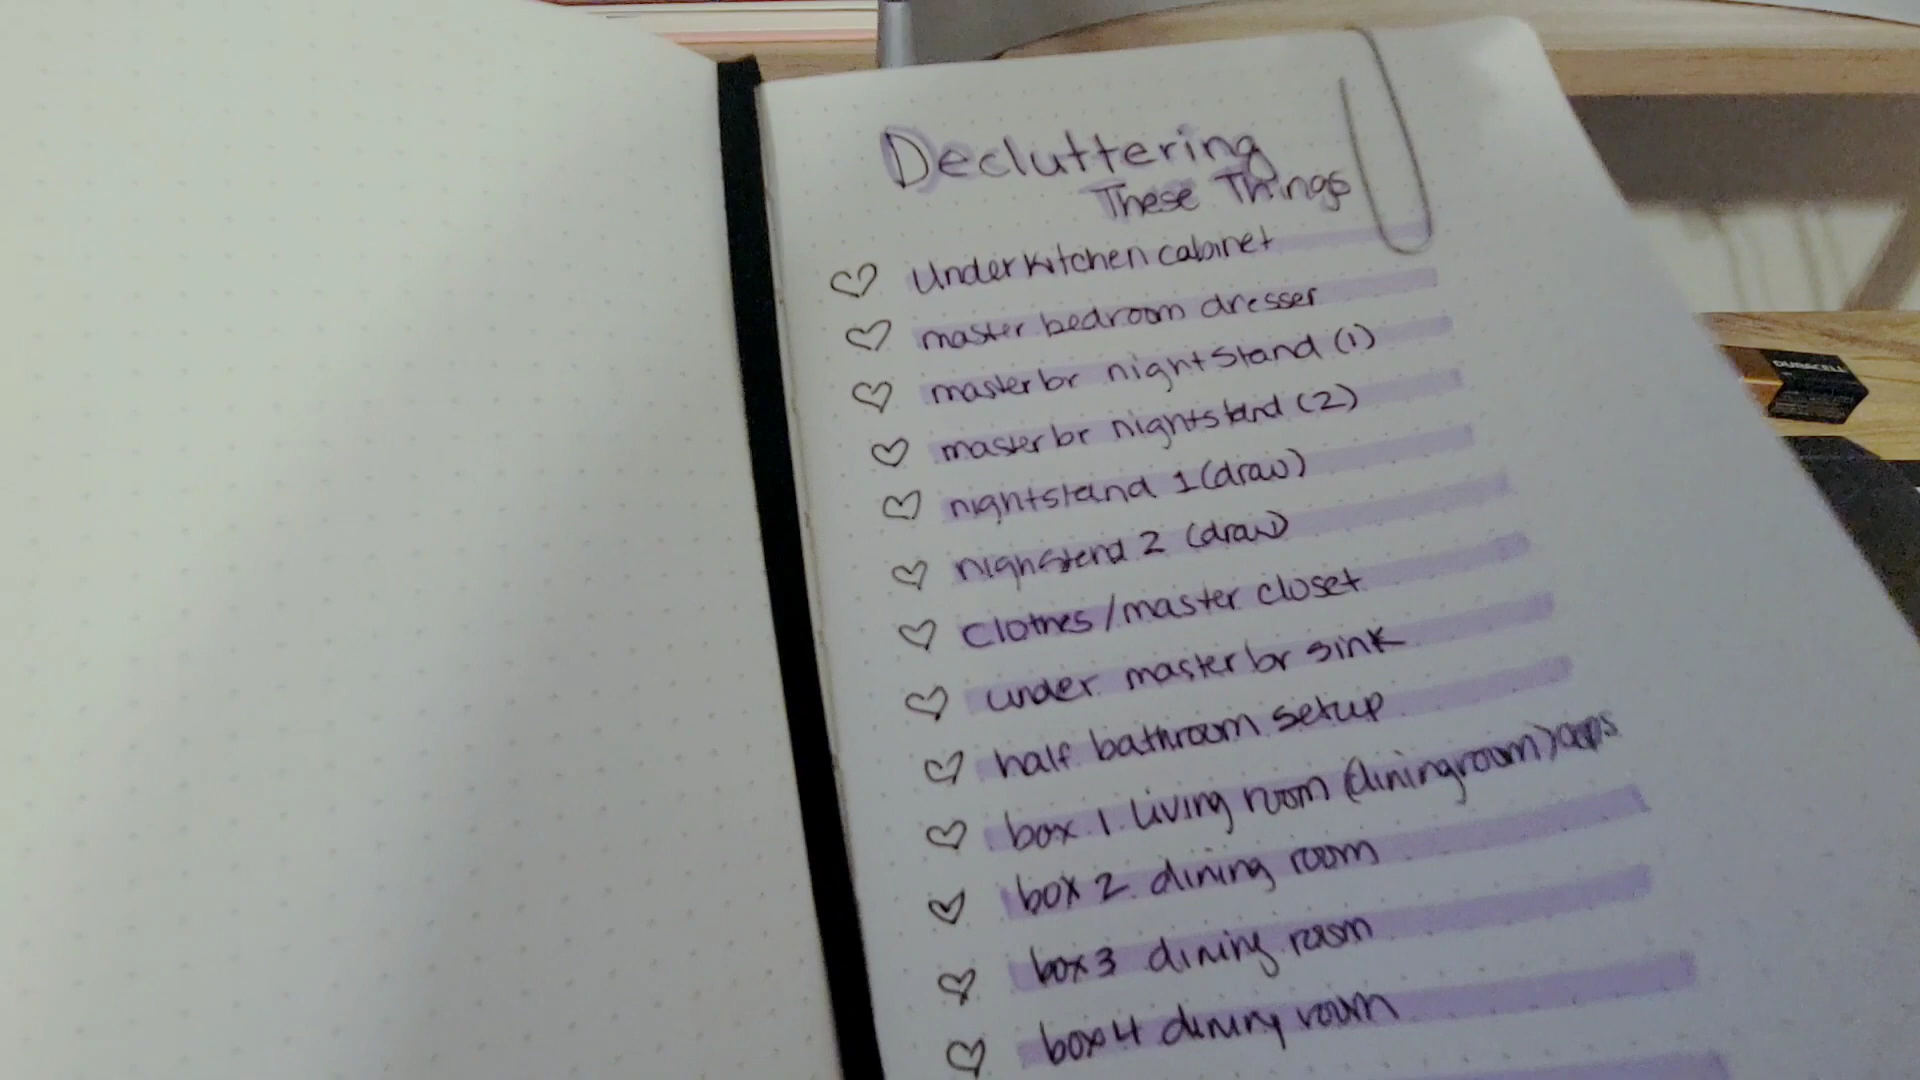 Decluttering
These Things
Under kitchen cabinet
master bedroom dresser
master br nightstand (1)
master br nightstand (2)
nightstand 1 (draw)
nighstend 2 (draw)
Clothes/master closet
under master br sink
half bathroom setup
box 1 living room (diningroom)
box 2 dining room
box 3 dining room
box 4 dining room
DURACELL